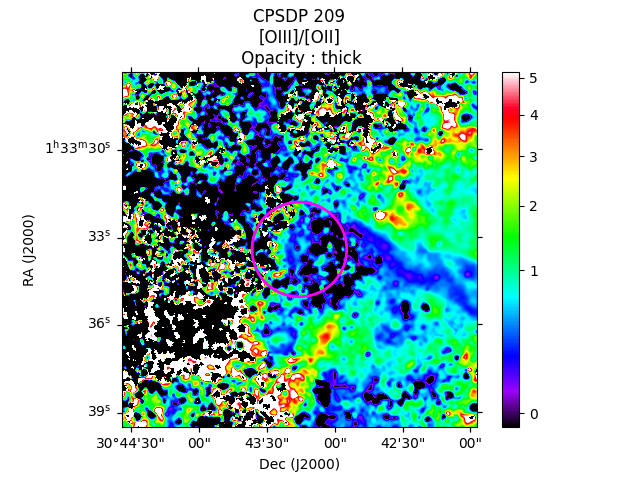 CPSDP 209
[OIII]/[OII]
Opacity : thick
5
4
3
2
1
0
1ʰ33ᵐ30ˢ
33ˢ
36ˢ
39ˢ
RA (J2000)
30°44'30" 00" 43'30" 00" 42'30" 00"
Dec (J2000)